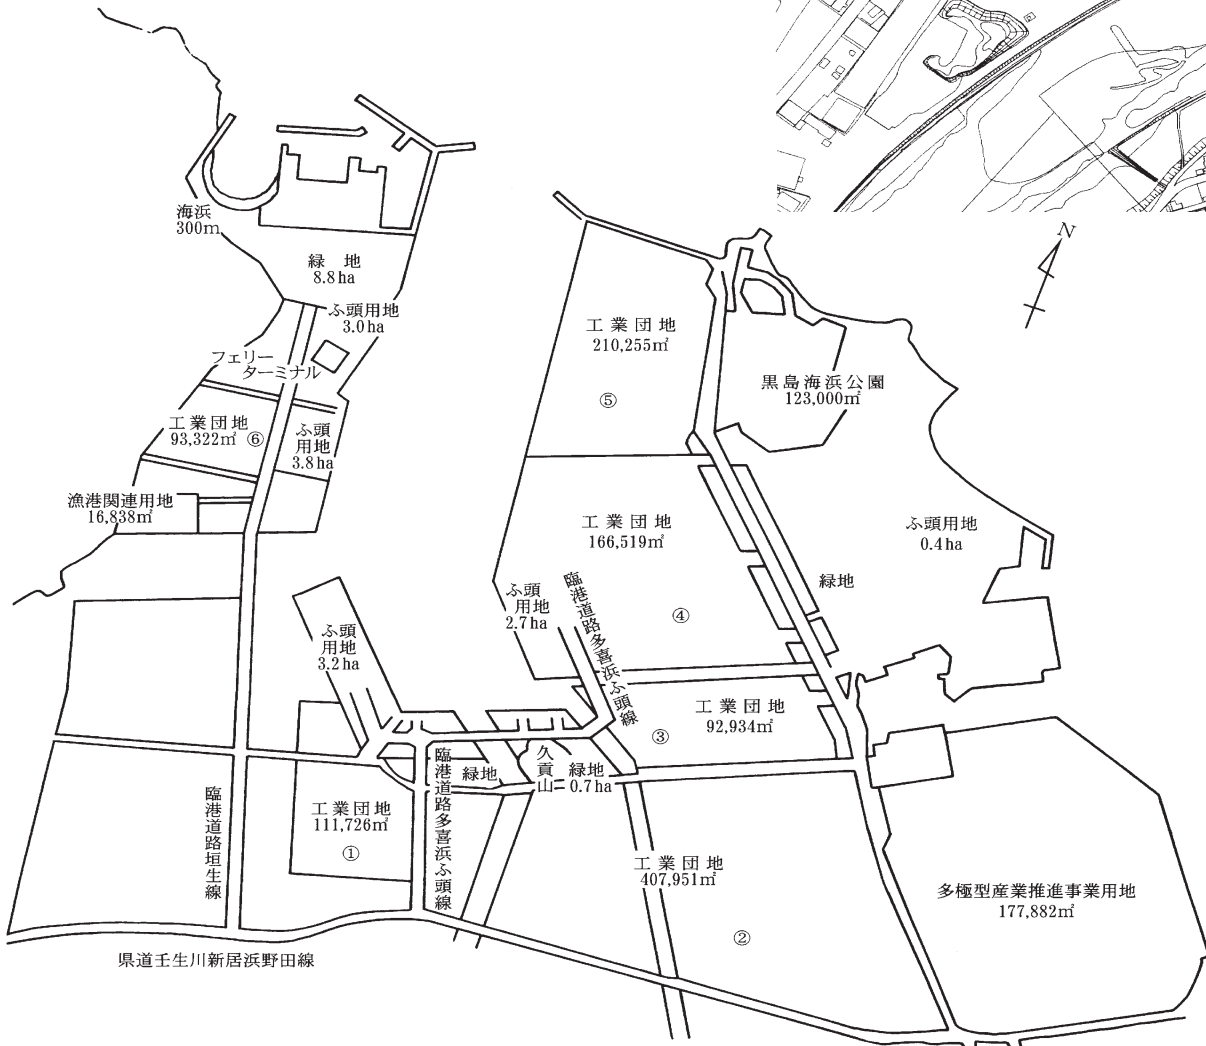 N
海浜
300m
緑地
8.8ha
ふ頭用地
3.0ha
フェリー
ターミナル
工業団地
93,322㎡ ⑥
ふ頭
用地
3.8ha
漁港関連用地
16,838㎡
工業団地
210,255㎡
⑤
黒島海浜公園
123,000㎡
工業団地
166,519㎡
④
ふ頭用地
0.4ha
緑地
ふ頭
用地
2.7ha
臨港道路多喜浜ふ頭線
ふ頭
用地
3.2ha
工業団地
92,934㎡
③
久貢山
緑地
0.7ha
緑地
臨港道路多喜浜ふ頭線
臨港道路垣生線
工業団地
111,726㎡
①
工業団地
407,951㎡
②
多極型産業推進事業用地
177,882㎡
県道壬生川新居浜野田線